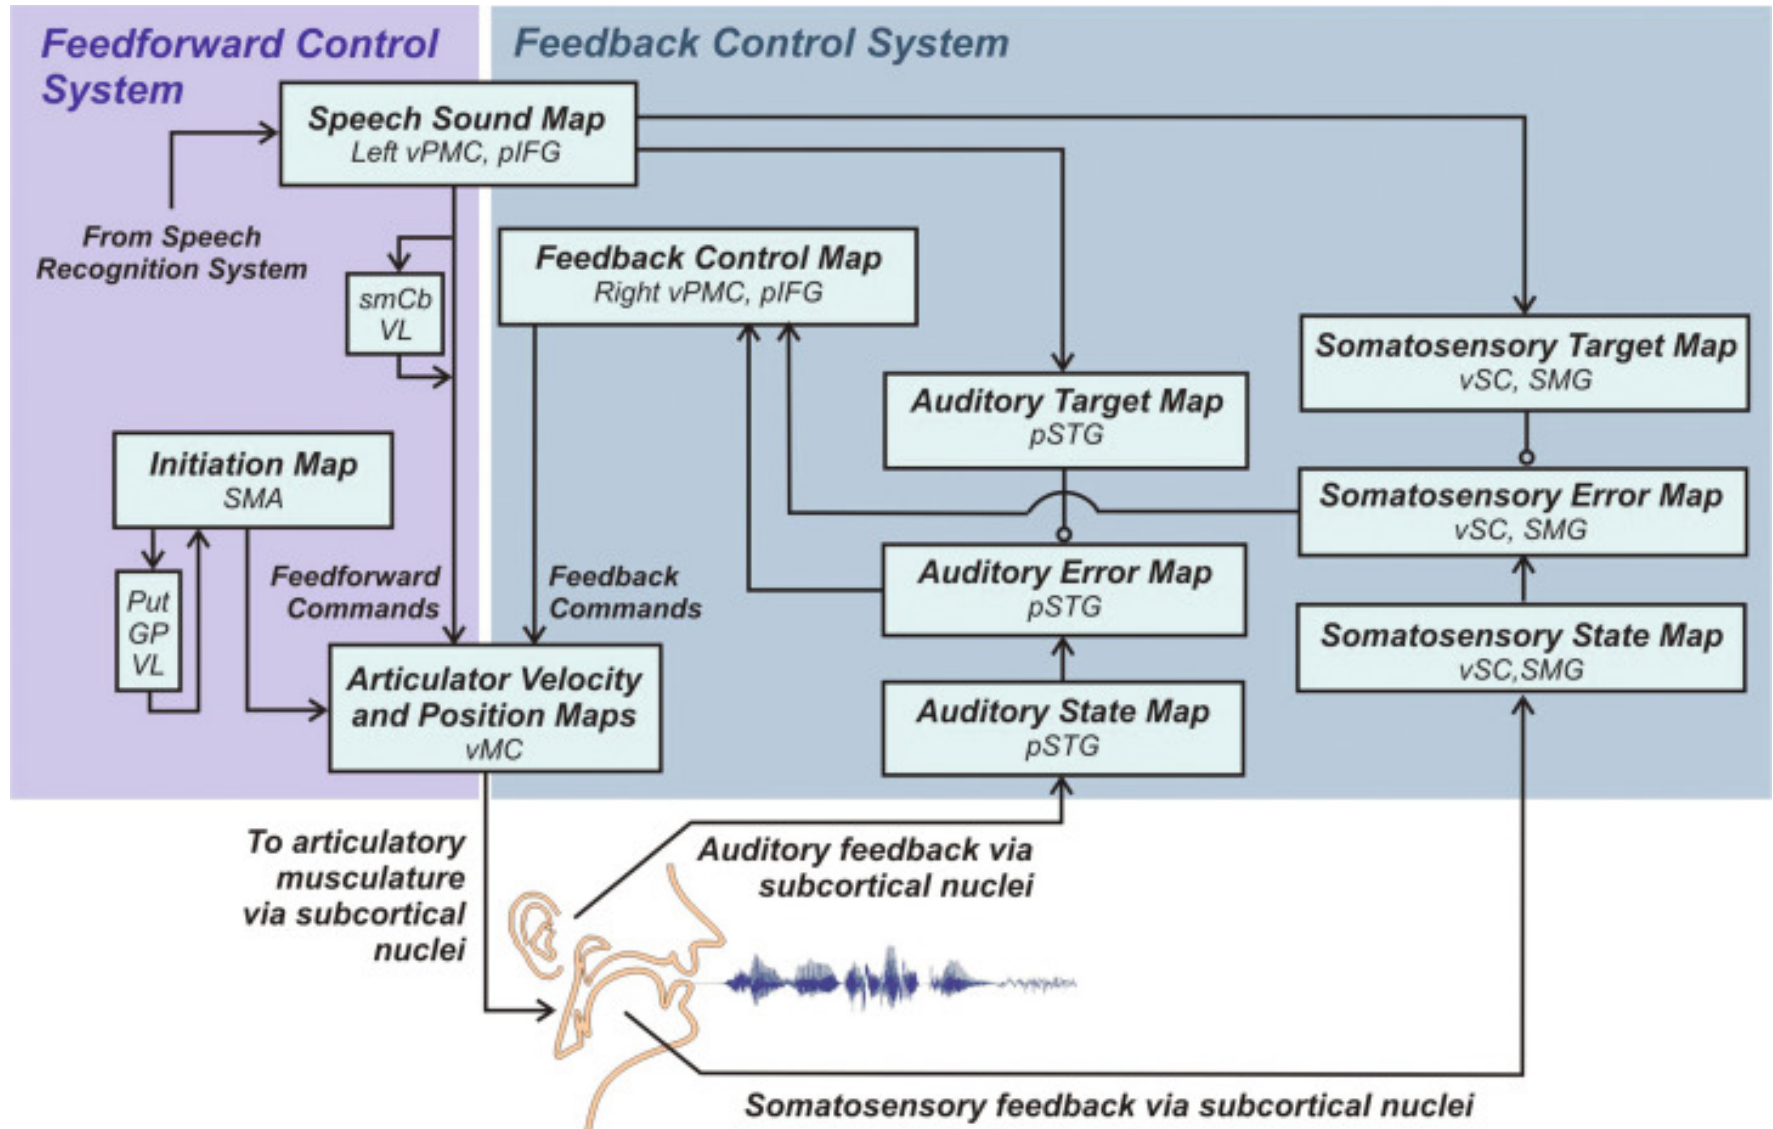 Feedforward Control
System
Feedback Control System
Speech Sound Map
Left vPMC, pIFG
From Speech
Recognition System
smCb
VL
Feedback Control Map
Right vPMC, pIFG
Somatosensory Target Map
vSC, SMG
Auditory Target Map
pSTG
Initiation Map
SMA
Somatosensory Error Map
vSC, SMG
Put
GP
VL
Feedforward
Commands
Feedback
Commands
Auditory Error Map
pSTG
Somatosensory State Map
vSC,SMG
Articulator Velocity
and Position Maps
vMC
Auditory State Map
pSTG
To articulatory
musculature
via subcortical
nuclei
Auditory feedback via
subcortical nuclei
Somatosensory feedback via subcortical nuclei